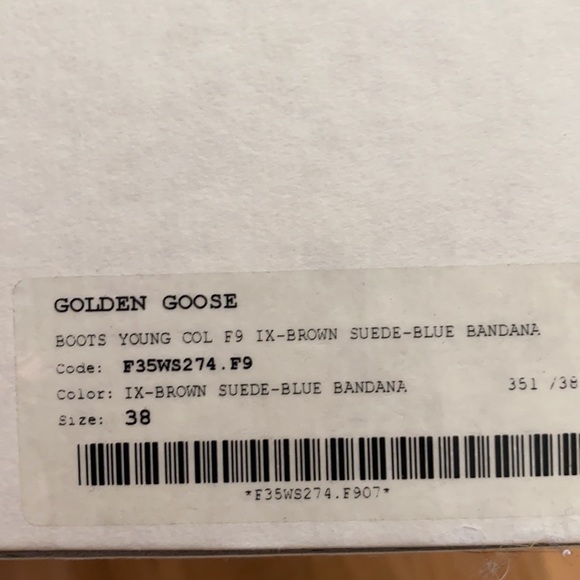 GOLDEN GOOSE
BOOTS YOUNG COL F9 IX-BROWN SUEDE-BLUE BANDANA
Code: F35WS274.F9
Color: IX-BROWN SUEDE-BLUE BANDANA 351 /38
Size: 38
*F35WS274.F907*